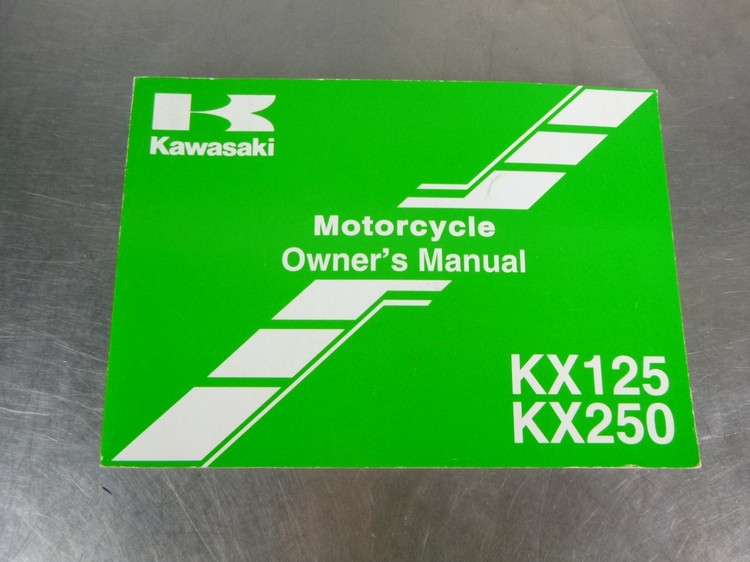 Kawasaki
Motorcycle
Owner's Manual
KX125
KX250